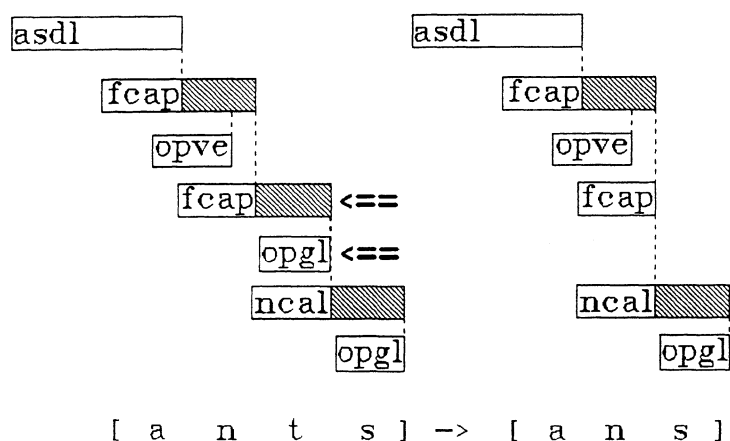 asdl asdl
fcap fcap
opve opve
fcap <== fcap
opgl <==
ncal ncal
opgl opgl
[ a n t s ] -> [ a n s ]